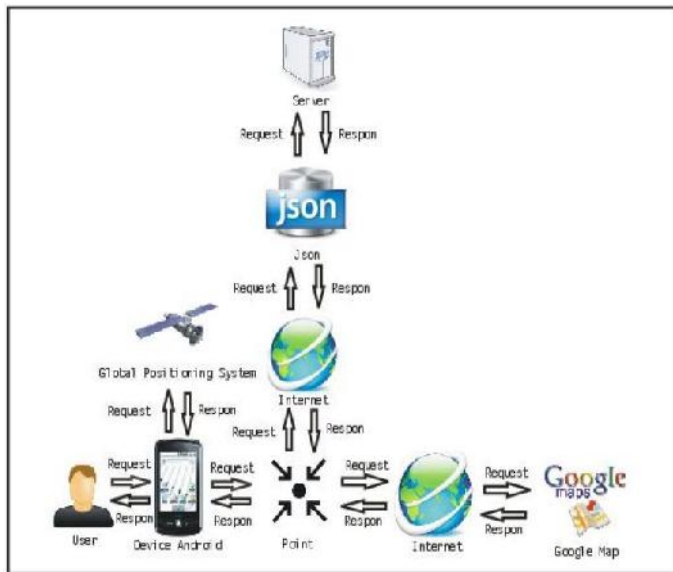 Server
Request Respon
json
Json
Request Respon
Global Positioning System
Internet
Request Respon
Request Respon
Request Request Request Request
Respon Respon Respon Respon
User Device Android Point Internet
Google
maps
Google Map